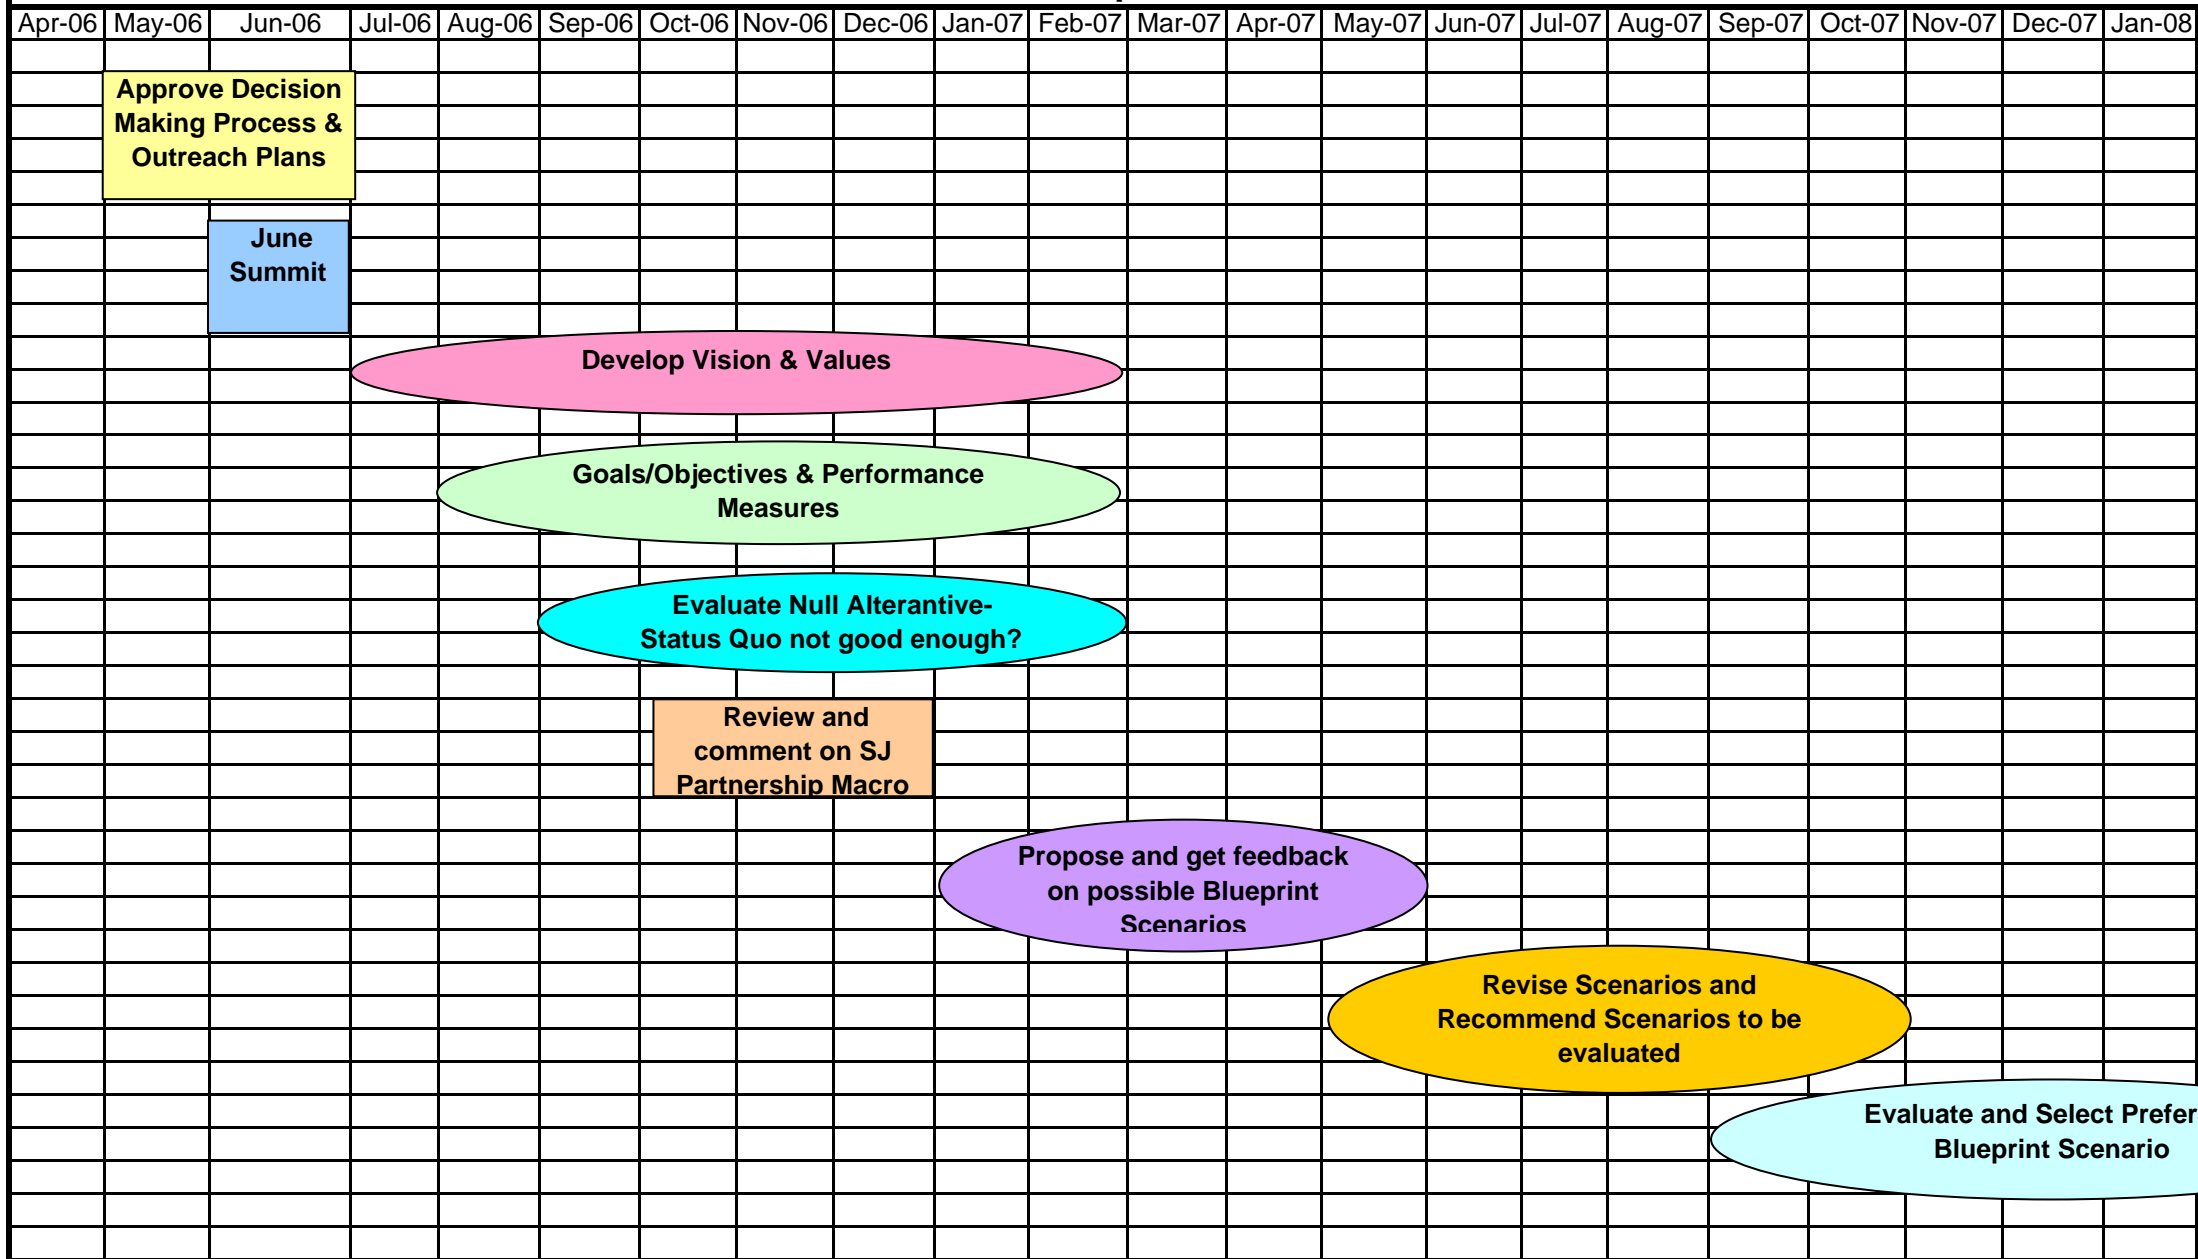 Apr-06 May-06 Jun-06 Jul-06 Aug-06 Sep-06 Oct-06 Nov-06 Dec-06 Jan-07 Feb-07 Mar-07 Apr-07 May-07 Jun-07 Jul-07 Aug-07 Sep-07 Oct-07 Nov-07 Dec-07 Jan-08
Approve Decision
Making Process &
Outreach Plans
June
Summit
Develop Vision & Values
Goals/Objectives & Performance
Measures
Evaluate Null Alterantive-
Status Quo not good enough?
Review and
comment on SJ
Partnership Macro
Propose and get feedback
on possible Blueprint
Scenarios
Revise Scenarios and
Recommend Scenarios to be
evaluated
Evaluate and Select Prefer
Blueprint Scenario